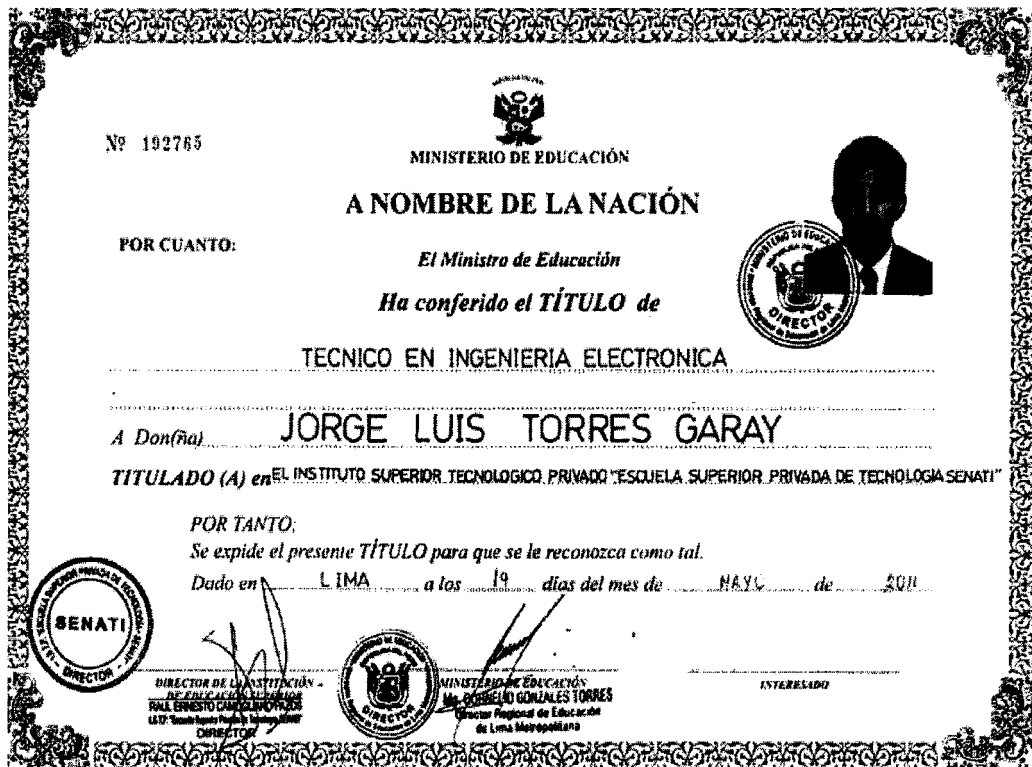 Nº 192765
MINISTERIO DE EDUCACIÓN
A NOMBRE DE LA NACIÓN
POR CUANTO:
El Ministro de Educación
Ha conferido el TÍTULO de
TECNICO EN INGENIERIA ELECTRONICA
A Don(ña) JORGE LUIS TORRES GARAY
TITULADO (A) en EL INSTITUTO SUPERIOR TECNOLOGICO PRIVADO "ESCUELA SUPERIOR PRIVADA DE TECNOLOGIA SENATI"
POR TANTO:
Se expide el presente TÍTULO para que se le reconozca como tal.
Dado en LIMA a los 19 días del mes de MAYO de 2011
SENATI
DIRECTOR
DIRECTOR DE LA INSTITUCIÓN
DE EDUCACIÓN SUPERIOR
RAUL ERNESTO
DIRECTOR
DIRECTOR
MINISTERIO DE EDUCACIÓN
GONZALES TORRES
Director Regional de Educación
de Lima Metropolitana
INTERESADO
DIRECTOR